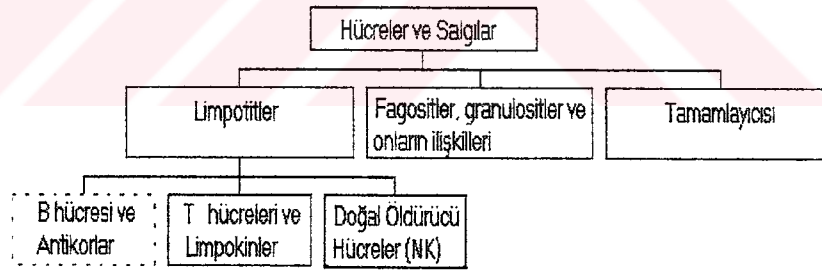 Hücreler ve Salgılar
Limpotitler
Fagositler, granulositler ve
onların ilişkilleri
Tamamlayıcısı
B hücresi ve
Antikorlar
T hücreleri ve
Limpokinler
Doğal Öldürücü
Hücreler (NK)